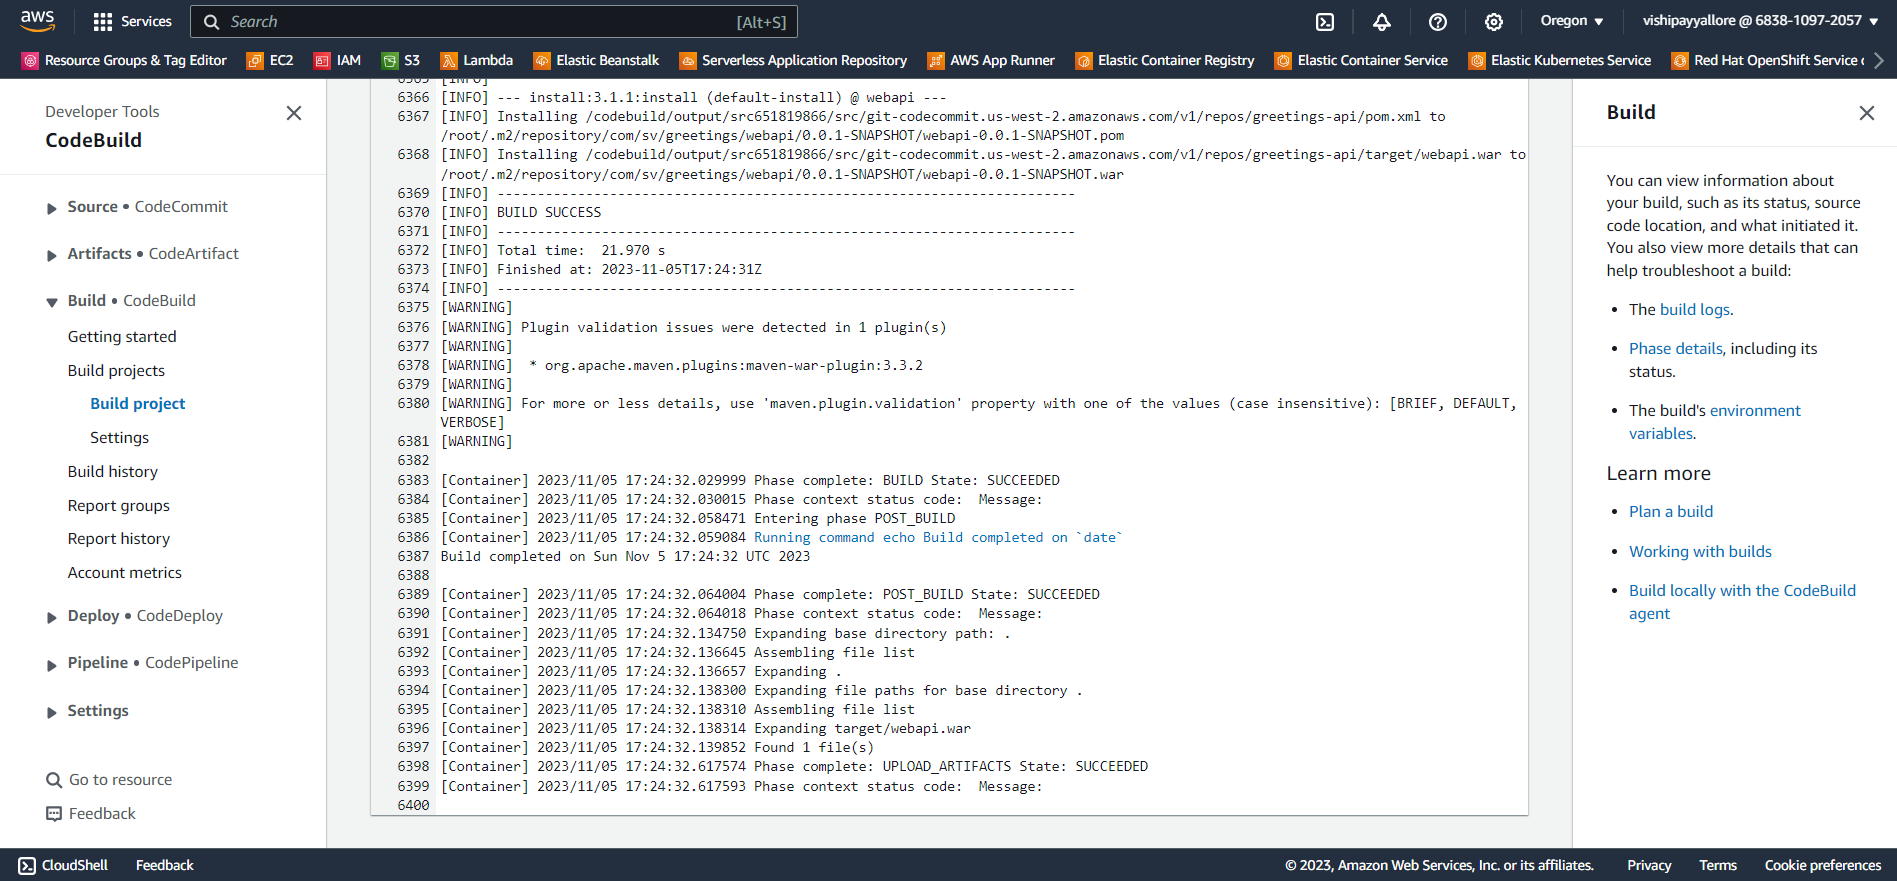 aws
Services
Search
[Alt+S]
Oregon
vishipayyallore @ 6838-1097-2057
Resource Groups & Tag Editor
EC2
IAM
S3
Lambda
Elastic Beanstalk
Serverless Application Repository
AWS App Runner
Elastic Container Registry
Elastic Container Service
Elastic Kubernetes Service
Red Hat OpenShift Service
Developer Tools
CodeBuild
Source • CodeCommit
Artifacts • CodeArtifact
Build • CodeBuild
Getting started
Build projects
Build project
Settings
Build history
Report groups
Report history
Account metrics
Deploy • CodeDeploy
Pipeline • CodePipeline
Settings
Go to resource
Feedback
6365 [INFO]
6366 [INFO] --- install:3.1.1:install (default-install) @ webapi ---
6367 [INFO] Installing /codebuild/output/src651819866/src/git-codecommit.us-west-2.amazonaws.com/v1/repos/greetings-api/pom.xml to
/root/.m2/repository/com/sv/greetings/webapi/0.0.1-SNAPSHOT/webapi-0.0.1-SNAPSHOT.pom
6368 [INFO] Installing /codebuild/output/src651819866/src/git-codecommit.us-west-2.amazonaws.com/v1/repos/greetings-api/target/webapi.war to
/root/.m2/repository/com/sv/greetings/webapi/0.0.1-SNAPSHOT/webapi-0.0.1-SNAPSHOT.war
6369 [INFO] ------------------------------------------------------------------------
6370 [INFO] BUILD SUCCESS
6371 [INFO] ------------------------------------------------------------------------
6372 [INFO] Total time:  21.970 s
6373 [INFO] Finished at: 2023-11-05T17:24:31Z
6374 [INFO] ------------------------------------------------------------------------
6375 [WARNING]
6376 [WARNING] Plugin validation issues were detected in 1 plugin(s)
6377 [WARNING]
6378 [WARNING]  * org.apache.maven.plugins:maven-war-plugin:3.3.2
6379 [WARNING]
6380 [WARNING] For more or less details, use 'maven.plugin.validation' property with one of the values (case insensitive): [BRIEF, DEFAULT,
VERBOSE]
6381 [WARNING]
6382
6383 [Container] 2023/11/05 17:24:32.029999 Phase complete: BUILD State: SUCCEEDED
6384 [Container] 2023/11/05 17:24:32.030015 Phase context status code:  Message:
6385 [Container] 2023/11/05 17:24:32.058471 Entering phase POST_BUILD
6386 [Container] 2023/11/05 17:24:32.059084 Running command echo Build completed on `date`
6387 Build completed on Sun Nov 5 17:24:32 UTC 2023
6388
6389 [Container] 2023/11/05 17:24:32.064004 Phase complete: POST_BUILD State: SUCCEEDED
6390 [Container] 2023/11/05 17:24:32.064018 Phase context status code:  Message:
6391 [Container] 2023/11/05 17:24:32.134750 Expanding base directory path: .
6392 [Container] 2023/11/05 17:24:32.136645 Assembling file list
6393 [Container] 2023/11/05 17:24:32.136657 Expanding .
6394 [Container] 2023/11/05 17:24:32.138300 Expanding file paths for base directory .
6395 [Container] 2023/11/05 17:24:32.138310 Assembling file list
6396 [Container] 2023/11/05 17:24:32.138314 Expanding target/webapi.war
6397 [Container] 2023/11/05 17:24:32.139852 Found 1 file(s)
6398 [Container] 2023/11/05 17:24:32.617574 Phase complete: UPLOAD_ARTIFACTS State: SUCCEEDED
6399 [Container] 2023/11/05 17:24:32.617593 Phase context status code:  Message:
6400
Build
You can view information about
your build, such as its status, source
code location, and what initiated it.
You also view more details that can
help troubleshoot a build:
• The build logs.
• Phase details, including its
status.
• The build's environment
variables.
Learn more
• Plan a build
• Working with builds
• Build locally with the CodeBuild
agent
CloudShell
Feedback
© 2023, Amazon Web Services, Inc. or its affiliates.
Privacy
Terms
Cookie preferences